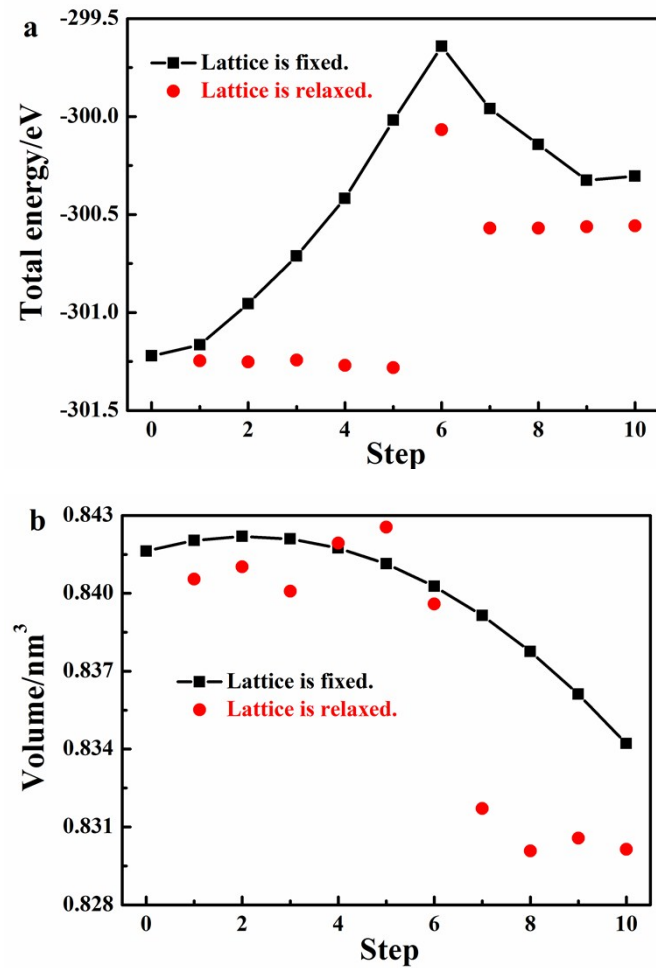 a
-299.5
Lattice is fixed.
Lattice is relaxed.
-300.0
-300.5
-301.0
-301.5
Total energy/eV
0 2 4 6 8 10
Step
b
0.843
0.840
0.837
Lattice is fixed.
Lattice is relaxed.
0.834
0.831
0.828
Volume/nm³
0 2 4 6 8 10
Step